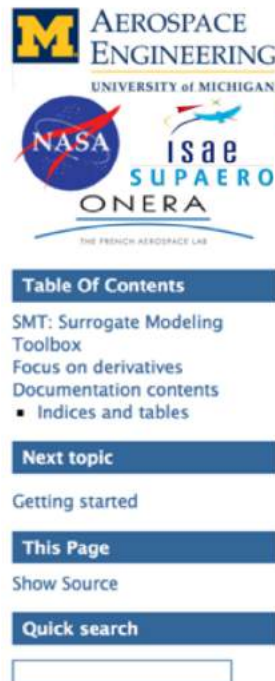 M AEROSPACE
ENGINEERING
UNIVERSITY of MICHIGAN
NASA
isae
SUPAERO
ONERA
THE FRENCH AEROSPACE LAB
Table Of Contents
SMT: Surrogate Modeling
Toolbox
Focus on derivatives
Documentation contents
▪ Indices and tables
Next topic
Getting started
This Page
Show Source
Quick search